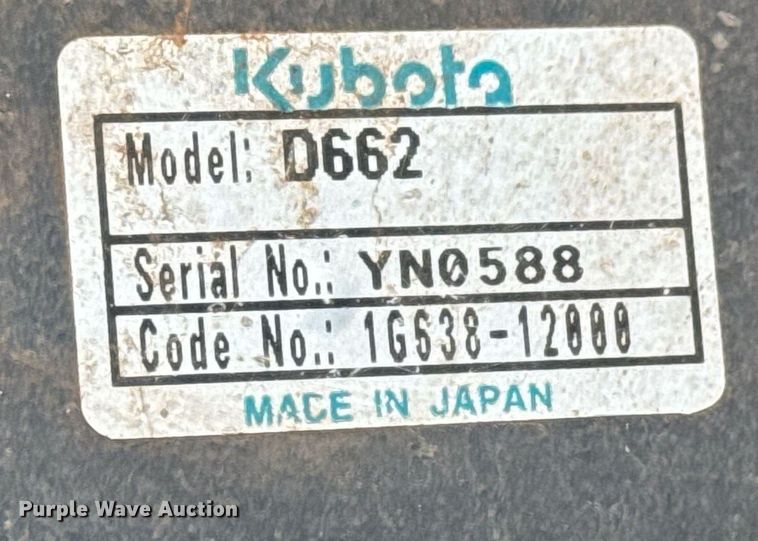 Kubota
Model: D662
Serial No.: YN0588
Code No.: 1G638-12000
MADE IN JAPAN
Purple Wave Auction